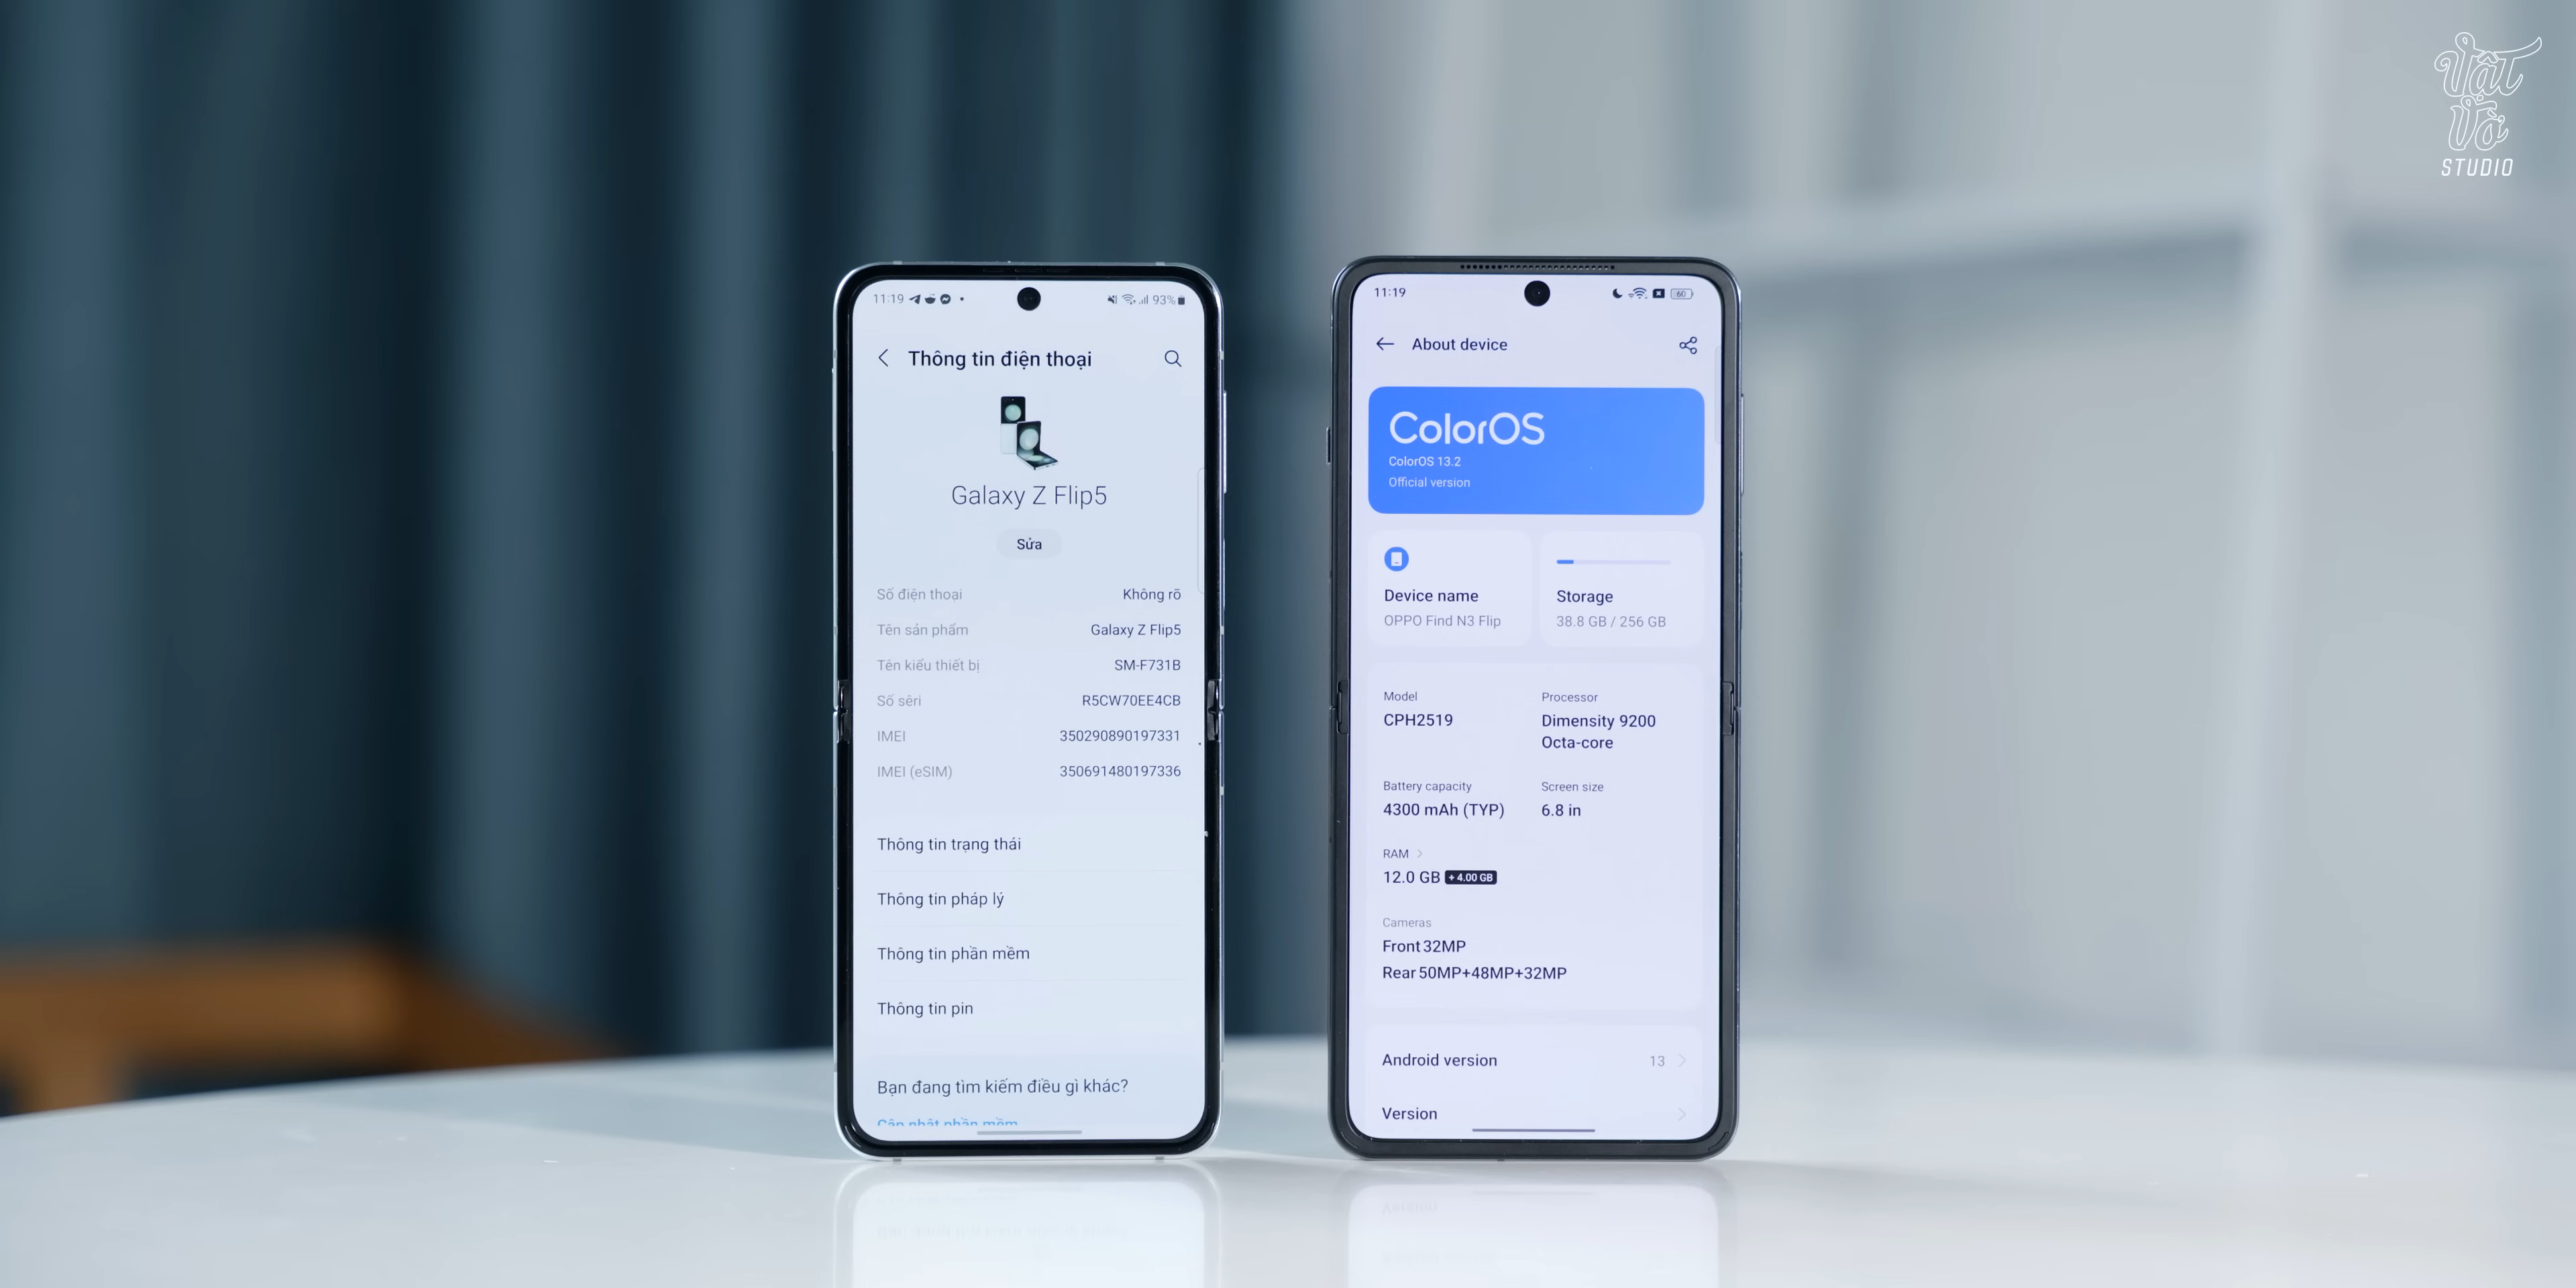 Vật
Vờ
STUDIO
11:19
93%
Thông tin điện thoại
Galaxy Z Flip5
Sửa
Số điện thoại Không rõ
Tên sản phẩm Galaxy Z Flip5
Tên kiểu thiết bị SM-F731B
Số sêri R5CW70EE4CB
IMEI 350290890197331
IMEI (eSIM) 350691480197336
Thông tin trạng thái
Thông tin pháp lý
Thông tin phần mềm
Thông tin pin
Bạn đang tìm kiếm điều gì khác?
Cập nhật phần mềm
11:19
60
About device
ColorOS
ColorOS 13.2
Official version
Device name
OPPO Find N3 Flip
Storage
38.8 GB / 256 GB
Model
CPH2519
Processor
Dimensity 9200
Octa-core
Battery capacity
4300 mAh (TYP)
Screen size
6.8 in
RAM
12.0 GB + 4.00 GB
Cameras
Front 32MP
Rear 50MP+48MP+32MP
Android version 13
Version